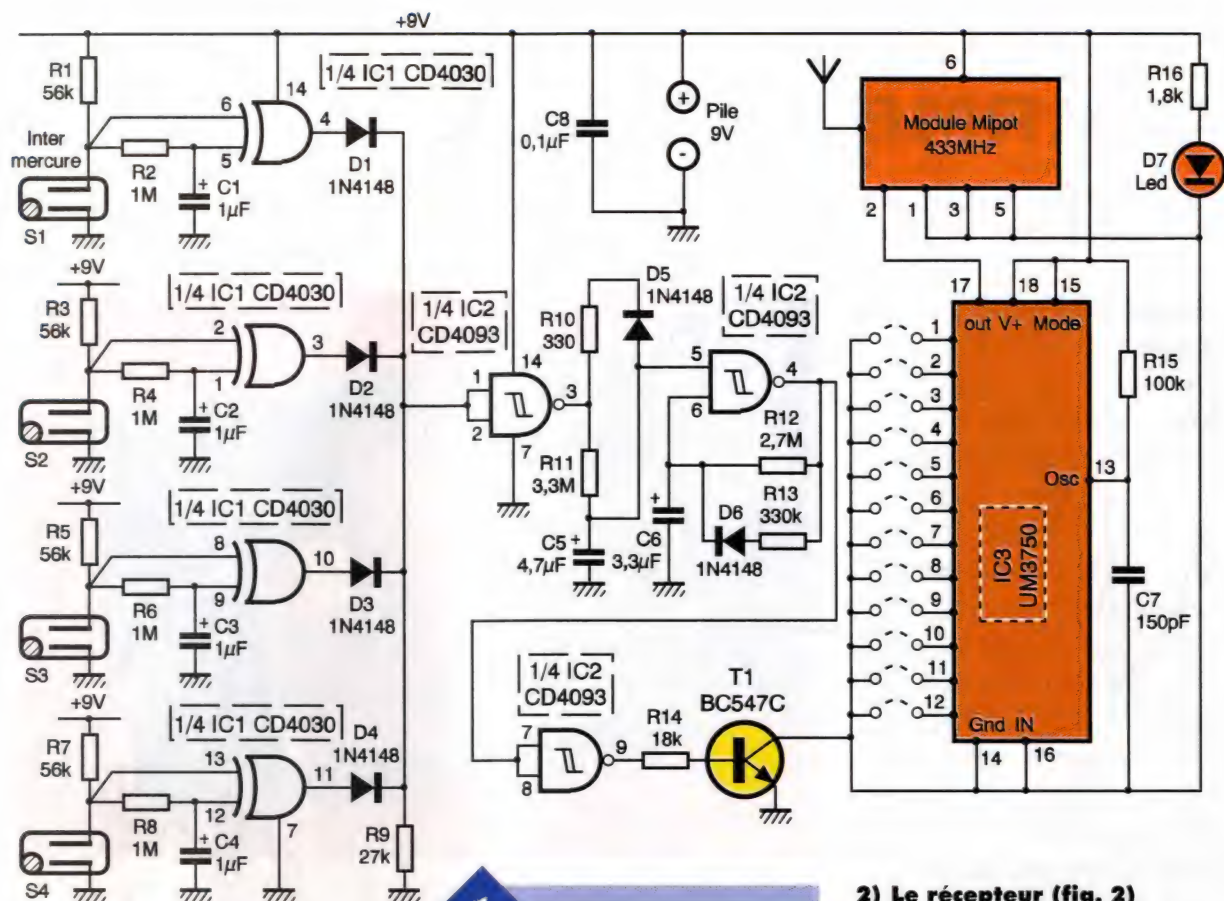 +9V
R1
56k
Inter
mercure
S1
R2
1M
C1
1µF
+
6
5
14
4
1/4 IC1 CD4030
D1
1N4148
+9V
R3
56k
S2
R4
1M
C2
1µF
+
2
1
3
1/4 IC1 CD4030
D2
1N4148
+9V
R5
56k
S3
R6
1M
C3
1µF
+
8
9
10
1/4 IC1 CD4030
D3
1N4148
+9V
R7
56k
S4
R8
1M
C4
1µF
+
13
12
11
7
1/4 IC1 CD4030
D4
1N4148
R9
27k
1/4 IC2
CD4093
1
2
14
3
7
C8
0,1µF
+
-
Pile
9V
R10
330
R11
3,3M
D5
1N4148
C5
4,7µF
+
1/4 IC2
CD4093
5
6
4
R12
2,7M
R13
330k
D6
1N4148
C6
3,3µF
+
1/4 IC2
CD4093
7
8
9
R14
18k
T1
BC547C
6
Module Mipot
433MHz
2
1
3
5
R16
1,8k
D7
Led
17
18
15
out V+ Mode
1
2
3
4
5
6
7
8
9
10
11
12
Osc
13
IC3
UM3750
Gnd IN
14
16
R15
100k
C7
150pF
2) Le récepteur (fig. 2)